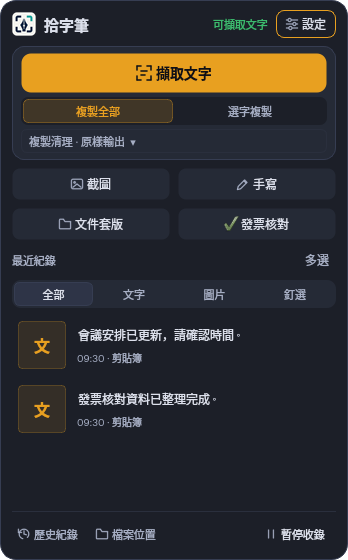 拾字筆
可擷取文字 設定
擷取文字
複製全部 選字複製
複製清理 · 原樣輸出 ▾
截圖 手寫
文件套版 發票核對
最近紀錄 多選
全部 文字 圖片 釘選
文 會議安排已更新，請確認時間。
09:30 · 剪貼簿
文 發票核對資料已整理完成。
09:30 · 剪貼簿
歷史紀錄 檔案位置 暫停收錄